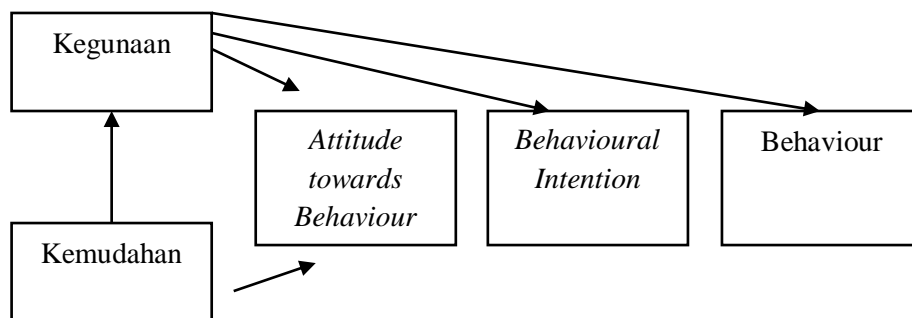 Kegunaan
Attitude
towards
Behaviour
Behavioural
Intention
Behaviour
Kemudahan